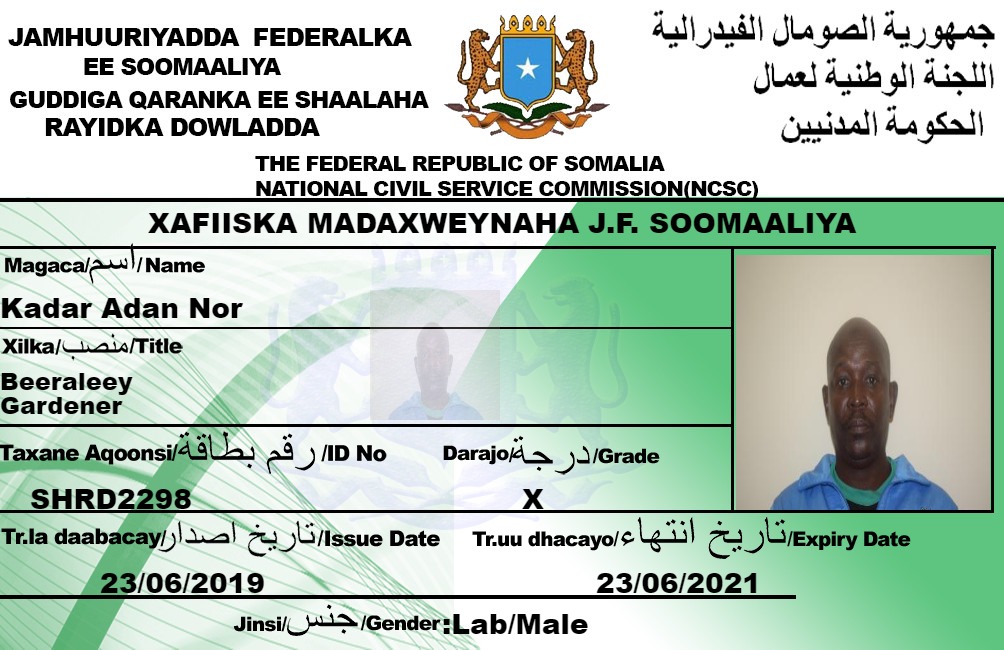 JAMHUURIYADDA FEDERALKA
EE SOOMAALIYA
GUDDIGA QARANKA EE SHAALAHA
RAYIDKA DOWLADDA
جمهورية الصومال الفيدرالية
اللجنة الوطنية لعمال
الحكومة المدنيين
THE FEDERAL REPUBLIC OF SOMALIA
NATIONAL CIVIL SERVICE COMMISSION(NCSC)
XAFIISKA MADAXWEYNAHA J.F. SOOMAALIYA
Magaca/اسم/Name
Kadar Adan Nor
Xilka/منصب/Title
Beeraleey
Gardener
Taxane Aqoonsi/رقم بطاقة/ID No Darajo/درجة/Grade
SHRD2298 X
Tr.la daabacay/تاريخ اصدار/Issue Date Tr.uu dhacayo/تاريخ انتهاء/Expiry Date
23/06/2019 23/06/2021
Jinsi/جنس/Gender:Lab/Male